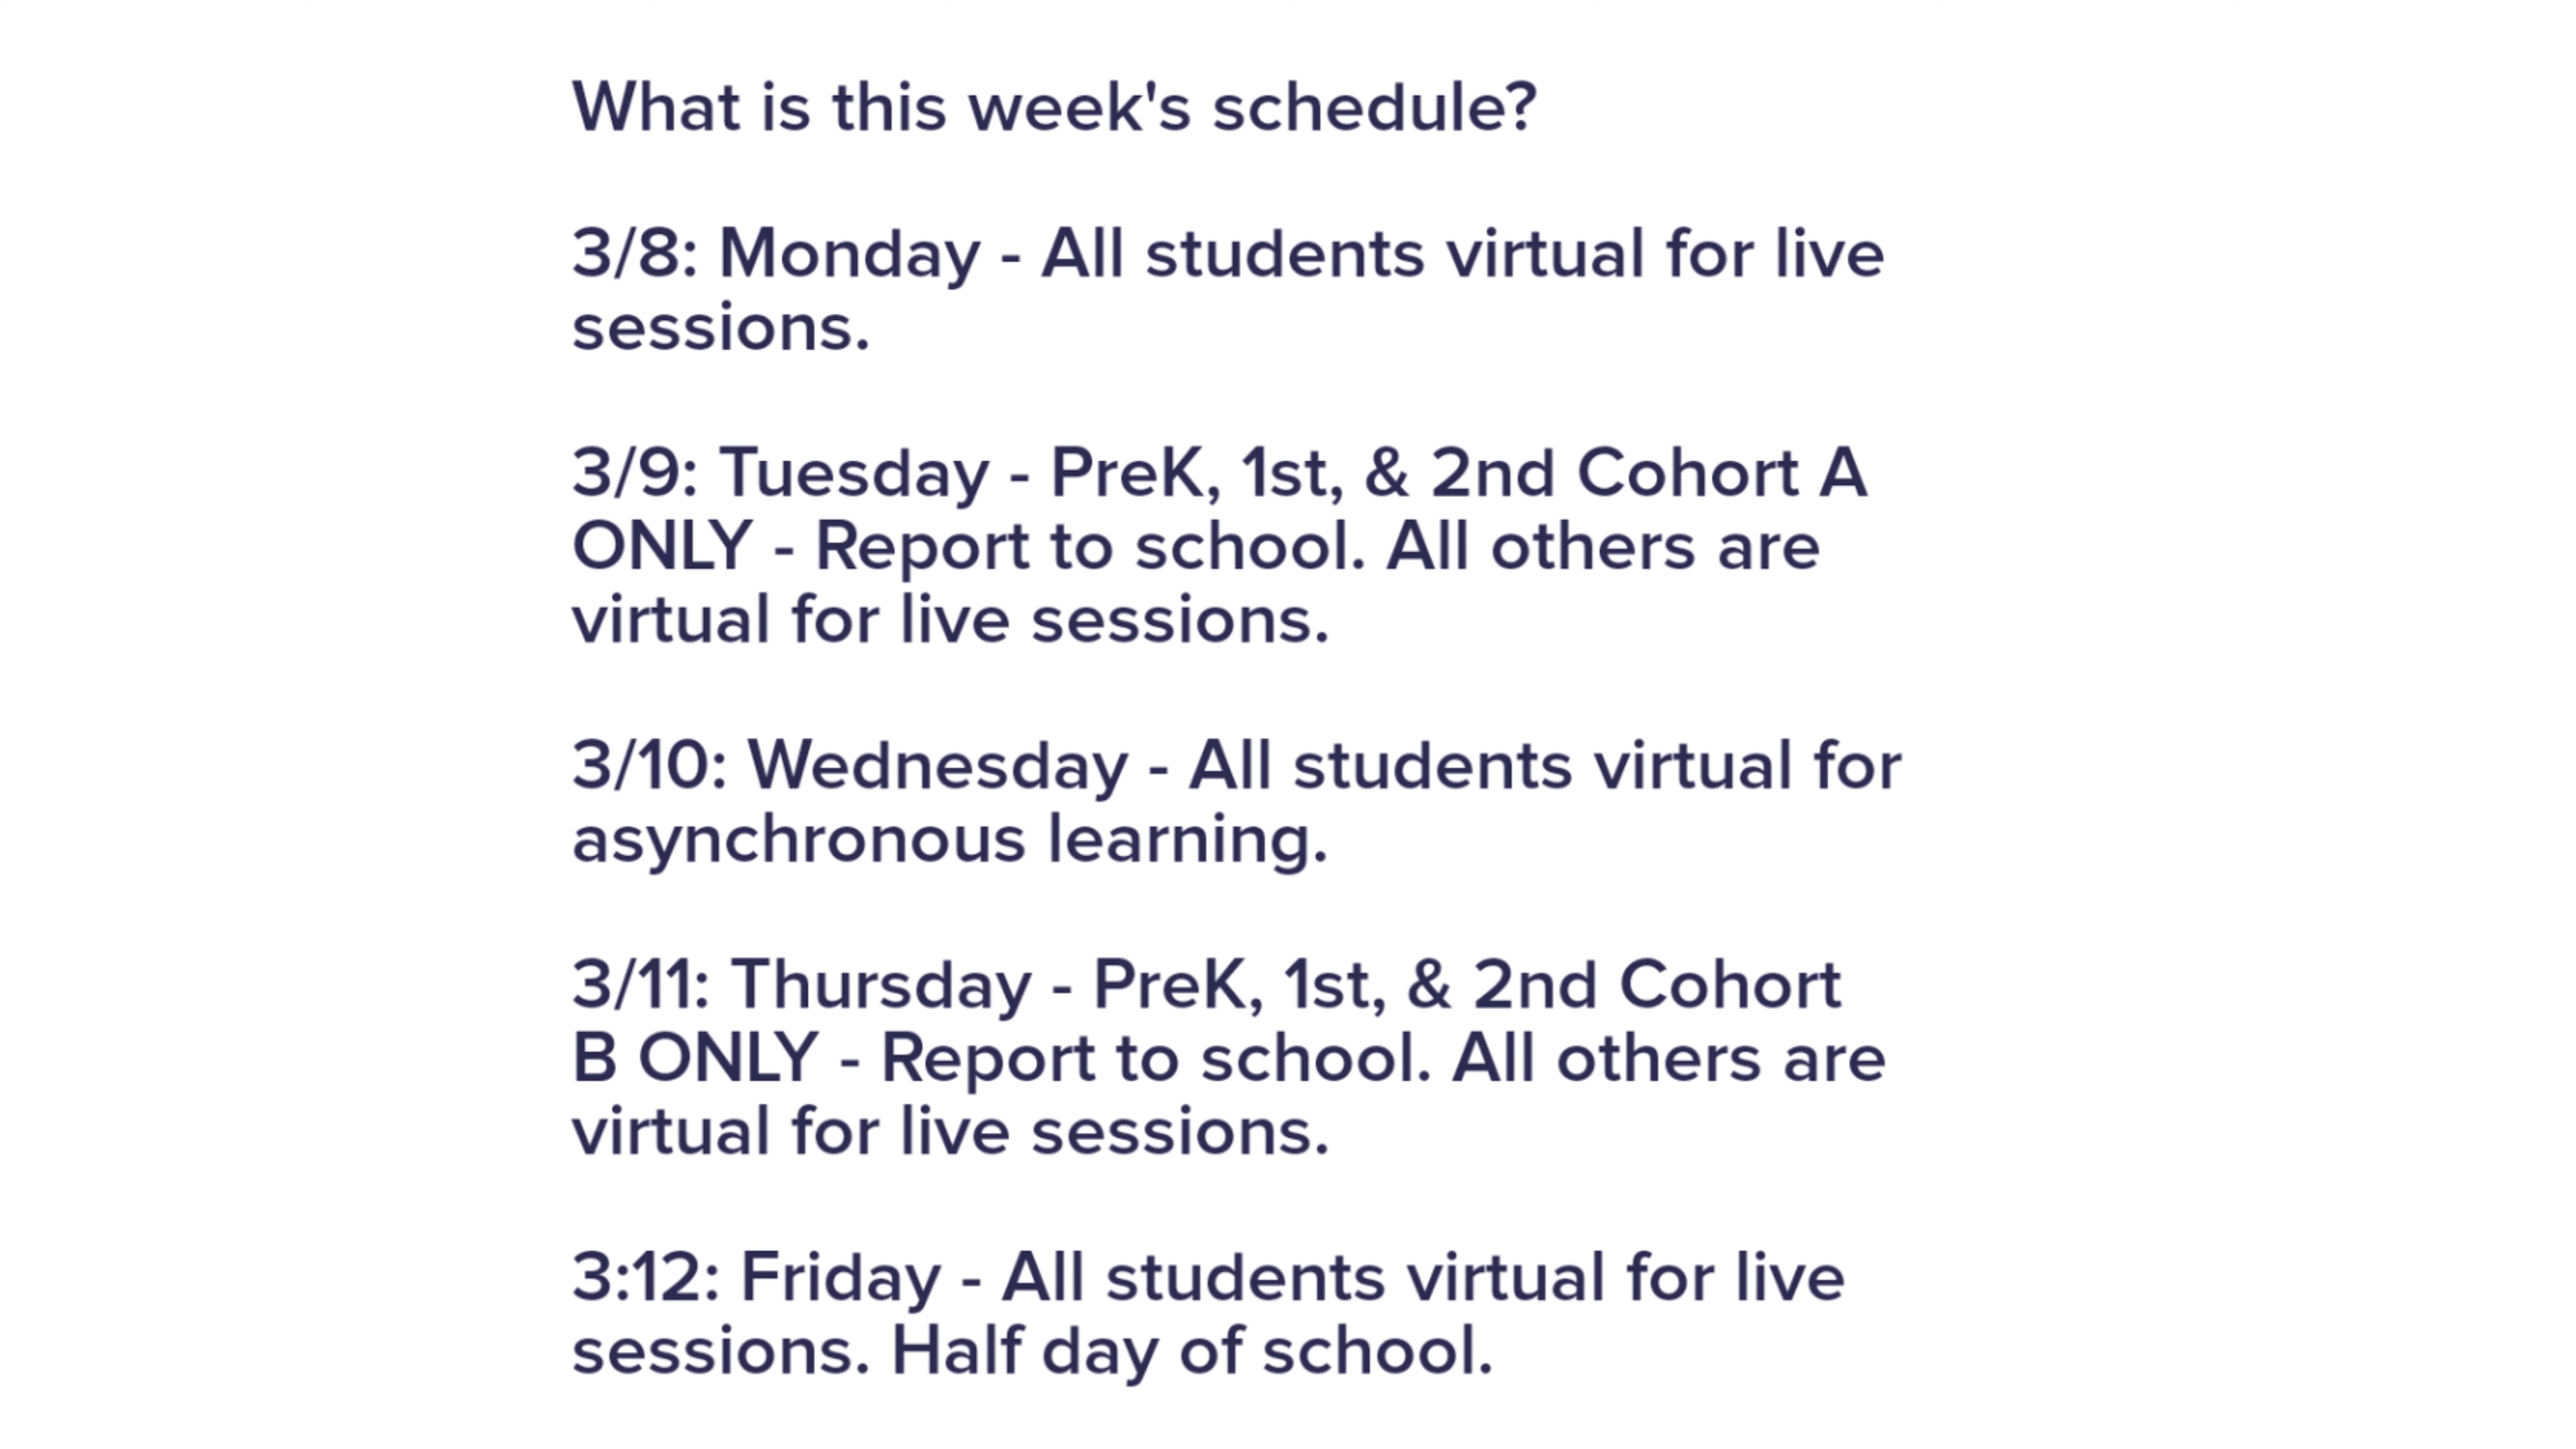 What is this week's schedule?
3/8: Monday - All students virtual for live
sessions.
3/9: Tuesday - PreK, 1st, & 2nd Cohort A
ONLY - Report to school. All others are
virtual for live sessions.
3/10: Wednesday - All students virtual for
asynchronous learning.
3/11: Thursday - PreK, 1st, & 2nd Cohort
B ONLY - Report to school. All others are
virtual for live sessions.
3:12: Friday - All students virtual for live
sessions. Half day of school.